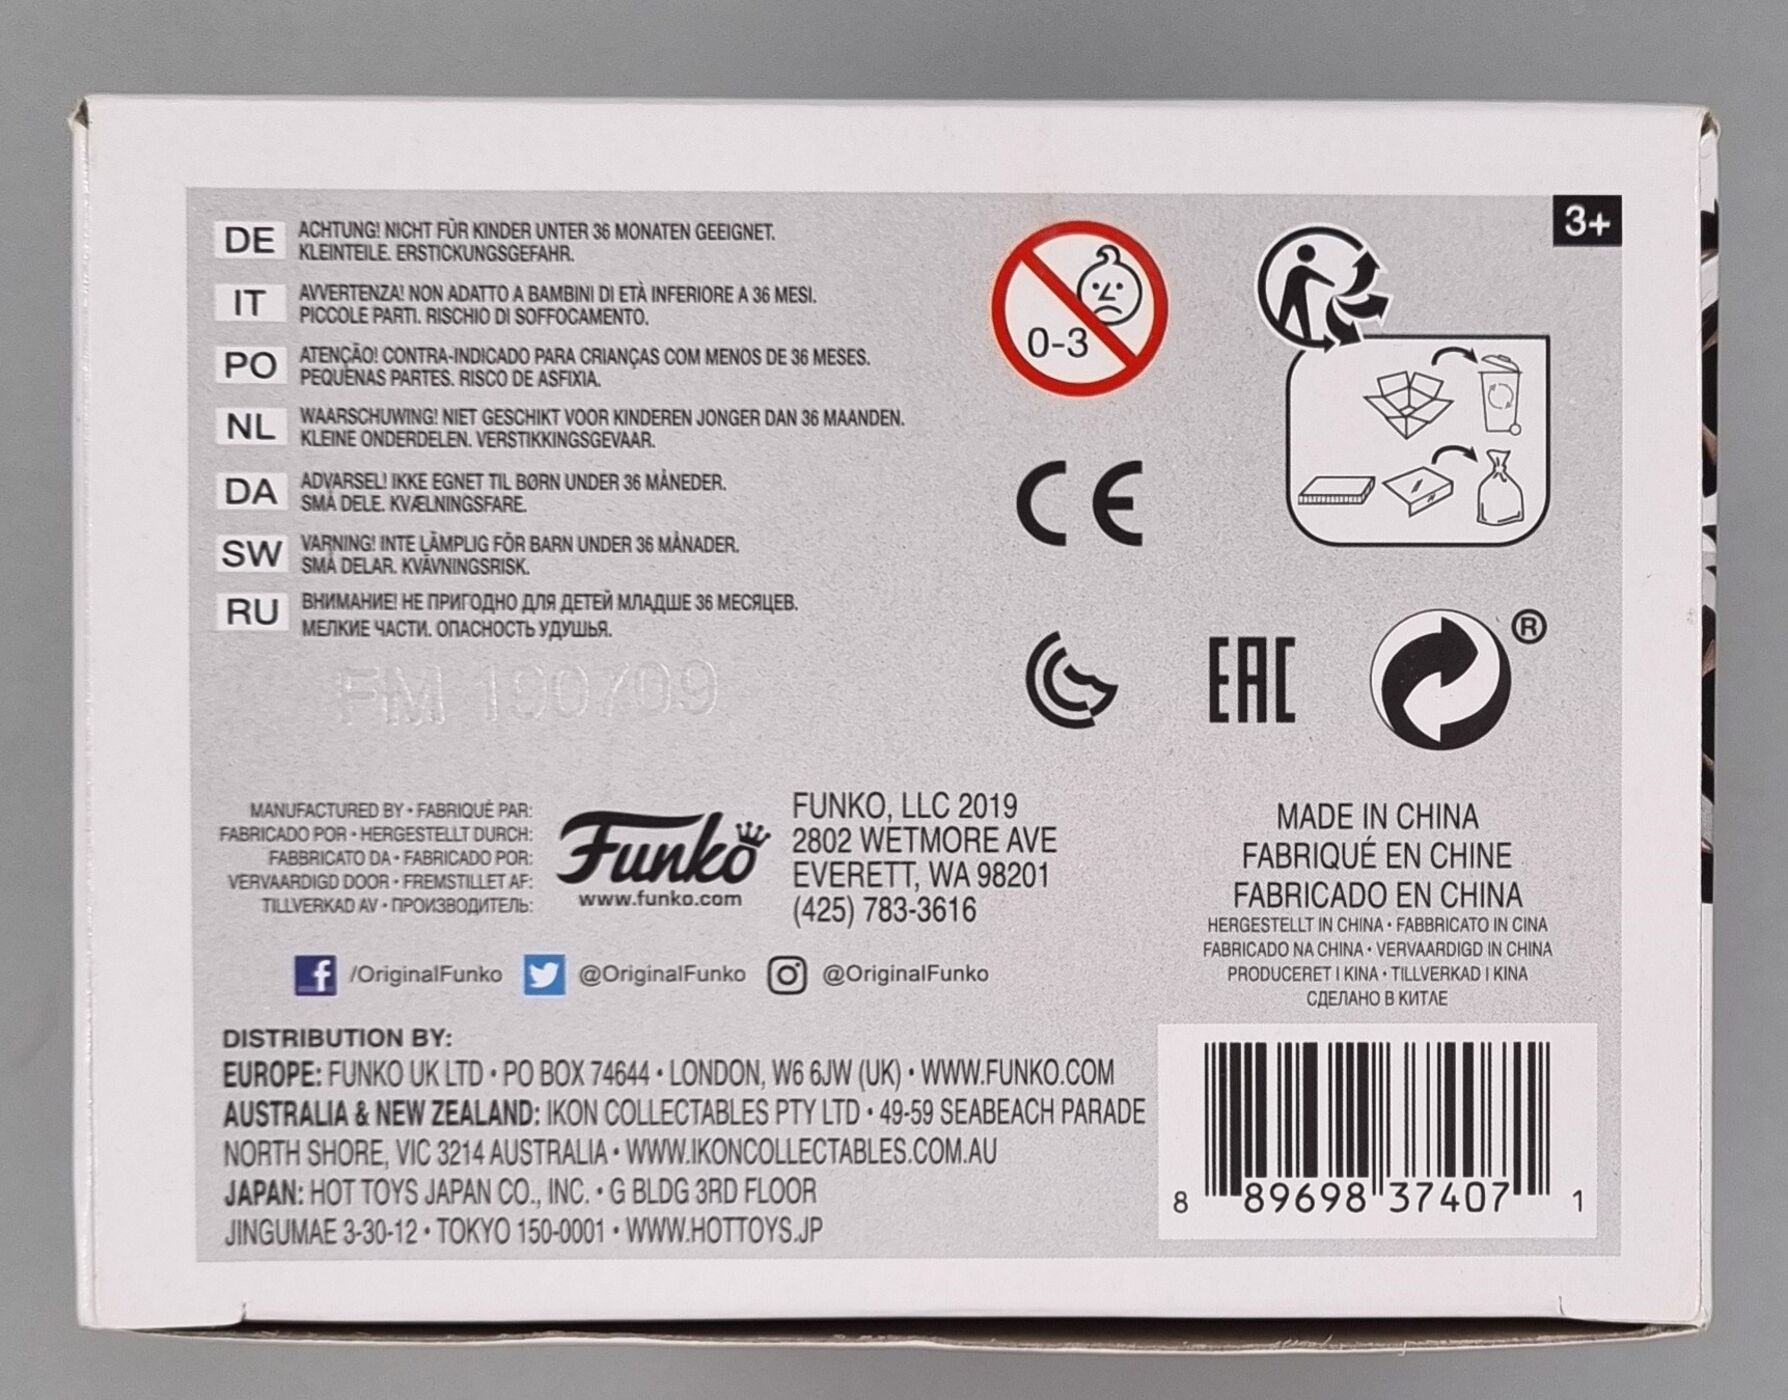 3+
DE ACHTUNG! NICHT FÜR KINDER UNTER 36 MONATEN GEEIGNET.
KLEINTEILE. ERSTICKUNGSGEFAHR.
IT AVVERTENZA! NON ADATTO A BAMBINI DI ETÀ INFERIORE A 36 MESI.
PICCOLE PARTI. RISCHIO DI SOFFOCAMENTO.
PO ATENÇÃO! CONTRA-INDICADO PARA CRIANÇAS COM MENOS DE 36 MESES.
PEQUENAS PARTES. RISCO DE ASFIXIA.
NL WAARSCHUWING! NIET GESCHIKT VOOR KINDEREN JONGER DAN 36 MAANDEN.
KLEINE ONDERDELEN. VERSTIKKINGSGEVAAR.
DA ADVARSEL! IKKE EGNET TIL BØRN UNDER 36 MÅNEDER.
SMÅ DELE. KVÆLNINGSFARE.
SW VARNING! INTE LÄMPLIG FÖR BARN UNDER 36 MÅNADER.
SMÅ DELAR. KVÄVNINGSRISK.
RU ВНИМАНИЕ! НЕ ПРИГОДНО ДЛЯ ДЕТЕЙ МЛАДШЕ 36 МЕСЯЦЕВ.
МЕЛКИЕ ЧАСТИ. ОПАСНОСТЬ УДУШЬЯ.
FM 190709
0-3
CE
EAC
®
MANUFACTURED BY • FABRIQUÉ PAR:
FABRICADO POR • HERGESTELLT DURCH:
FABBRICATO DA • FABRICADO POR:
VERVAARDIGD DOOR • FREMSTILLET AF:
TILLVERKAD AV • ПРОИЗВОДИТЕЛЬ:
Funko
www.funko.com
FUNKO, LLC 2019
2802 WETMORE AVE
EVERETT, WA 98201
(425) 783-3616
MADE IN CHINA
FABRIQUÉ EN CHINE
FABRICADO EN CHINA
HERGESTELLT IN CHINA • FABBRICATO IN CINA
FABRICADO NA CHINA • VERVAARDIGD IN CHINA
PRODUCERET I KINA • TILLVERKAD I KINA
СДЕЛАНО В КИТАЕ
f /OriginalFunko @OriginalFunko @OriginalFunko
DISTRIBUTION BY:
EUROPE: FUNKO UK LTD • PO BOX 74644 • LONDON, W6 6JW (UK) • WWW.FUNKO.COM
AUSTRALIA & NEW ZEALAND: IKON COLLECTABLES PTY LTD • 49-59 SEABEACH PARADE
NORTH SHORE, VIC 3214 AUSTRALIA • WWW.IKONCOLLECTABLES.COM.AU
JAPAN: HOT TOYS JAPAN CO., INC. • G BLDG 3RD FLOOR
JINGUMAE 3-30-12 • TOKYO 150-0001 • WWW.HOTTOYS.JP
8 89698 37407 1